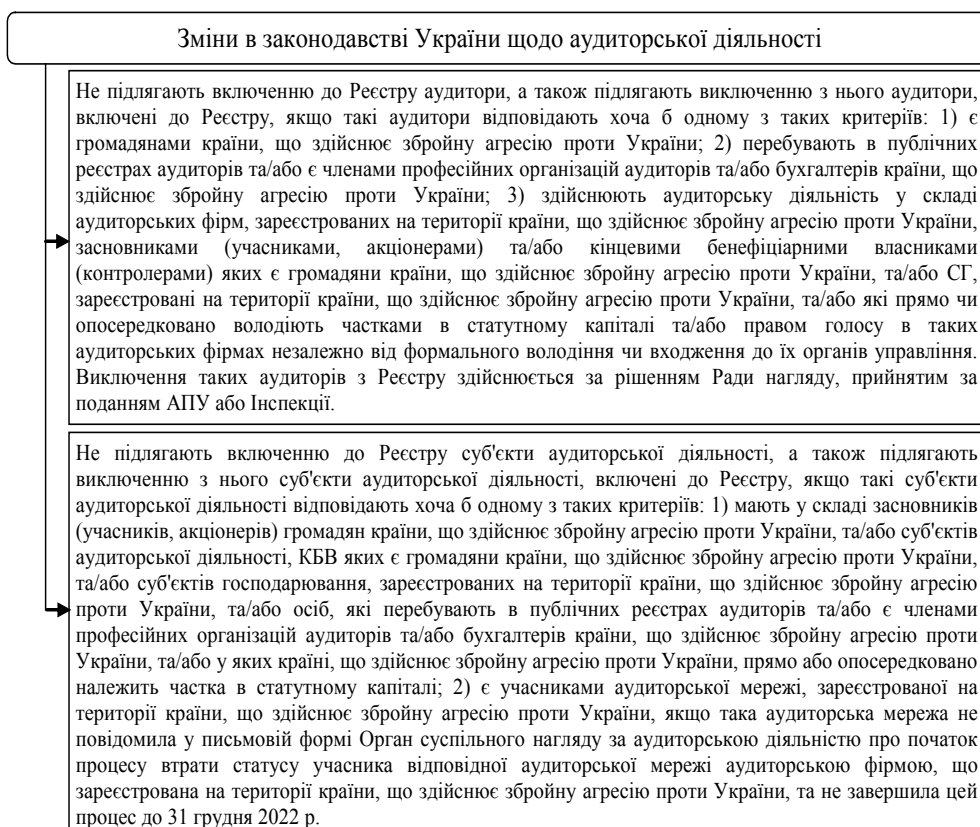 Зміни в законодавстві України щодо аудиторської діяльності
Не підлягають включенню до Реєстру аудитори, а також підлягають виключенню з нього аудитори,
включені до Реєстру, якщо такі аудитори відповідають хоча б одному з таких критеріїв: 1) є
громадянами країни, що здійснює збройну агресію проти України; 2) перебувають в публічних
реєстрах аудиторів та/або є членами професійних організацій аудиторів та/або бухгалтерів країни, що
здійснює збройну агресію проти України; 3) здійснюють аудиторську діяльність у складі
аудиторських фірм, зареєстрованих на території країни, що здійснює збройну агресію проти України,
засновниками (учасниками, акціонерами) та/або кінцевими бенефіціарними власниками
(контролерами) яких є громадяни країни, що здійснює збройну агресію проти України, та/або СГ,
зареєстровані на території країни, що здійснює збройну агресію проти України, та/або які прямо чи
опосередковано володіють частками в статутному капіталі та/або правом голосу в таких
аудиторських фірмах незалежно від формального володіння чи входження до їх органів управління.
Виключення таких аудиторів з Реєстру здійснюється за рішенням Ради нагляду, прийнятим за
поданням АПУ або Інспекції.
Не підлягають включенню до Реєстру суб'єкти аудиторської діяльності, а також підлягають
виключенню з нього суб'єкти аудиторської діяльності, включені до Реєстру, якщо такі суб'єкти
аудиторської діяльності відповідають хоча б одному з таких критеріїв: 1) мають у складі засновників
(учасників, акціонерів) громадян країни, що здійснює збройну агресію проти України, та/або суб'єктів
аудиторської діяльності, КБВ яких є громадяни країни, що здійснює збройну агресію проти України,
та/або суб'єктів господарювання, зареєстрованих на території країни, що здійснює збройну агресію
проти України, та/або осіб, які перебувають в публічних реєстрах аудиторів та/або є членами
професійних організацій аудиторів та/або бухгалтерів країни, що здійснює збройну агресію проти
України, та/або у яких країні, що здійснює збройну агресію проти України, прямо або опосередковано
належить частка в статутному капіталі; 2) є учасниками аудиторської мережі, зареєстрованої на
території країни, що здійснює збройну агресію проти України, якщо така аудиторська мережа не
повідомила у письмовій формі Орган суспільного нагляду за аудиторською діяльністю про початок
процесу втрати статусу учасника відповідної аудиторської мережі аудиторською фірмою, що
зареєстрована на території країни, що здійснює збройну агресію проти України, та не завершила цей
процес до 31 грудня 2022 р.